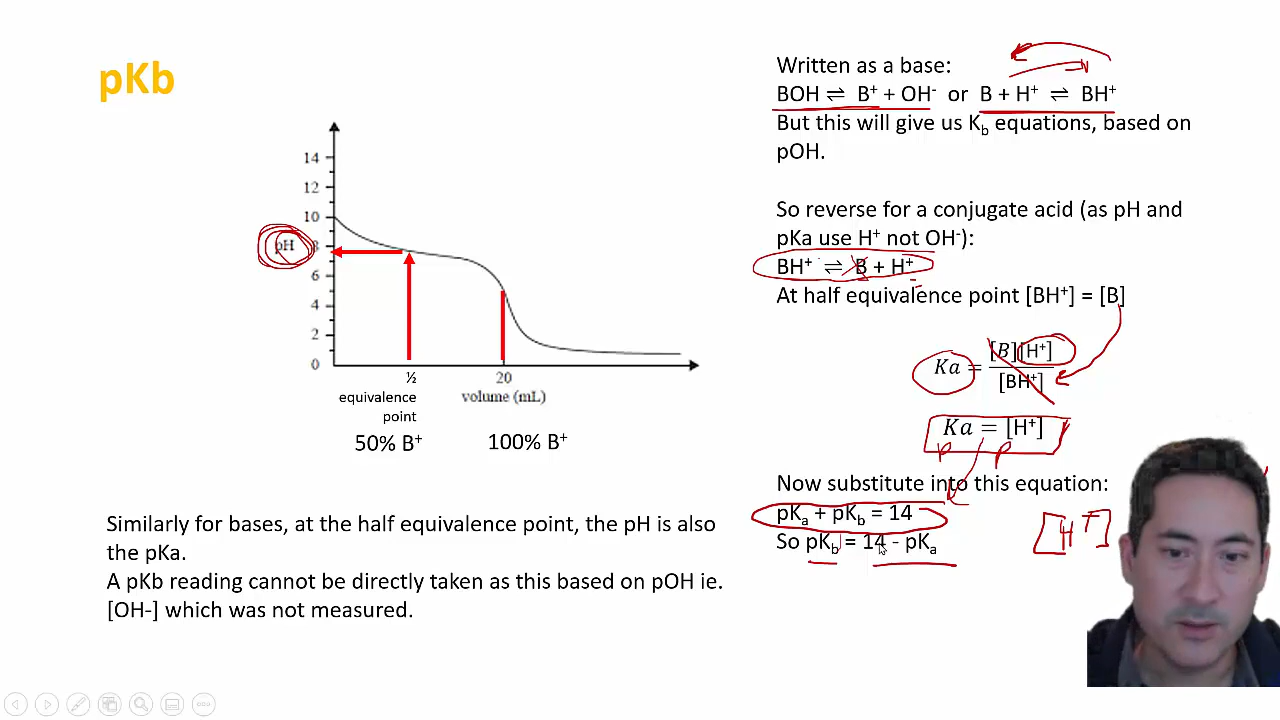 pKb
14
12
10
pH 8
6
4
2
0
½
equivalence
point
20
volume (mL)
50% B⁺
100% B⁺
Similarly for bases, at the half equivalence point, the pH is also
the pKa.
A pKb reading cannot be directly taken as this based on pOH ie.
[OH-] which was not measured.
Written as a base:
BOH ⇌ B⁺ + OH⁻ or B + H⁺ ⇌ BH⁺
But this will give us K_b equations, based on
pOH.
So reverse for a conjugate acid (as pH and
pKa use H⁺ not OH⁻):
BH⁺ ⇌ B + H⁺
At half equivalence point [BH⁺] = [B]
Ka = [B][H⁺]
[BH⁺]
Ka = [H⁺]
p p
Now substitute into this equation:
pKₐ + pK_b = 14
So pK_b = 14 - pKₐ
[H⁺]